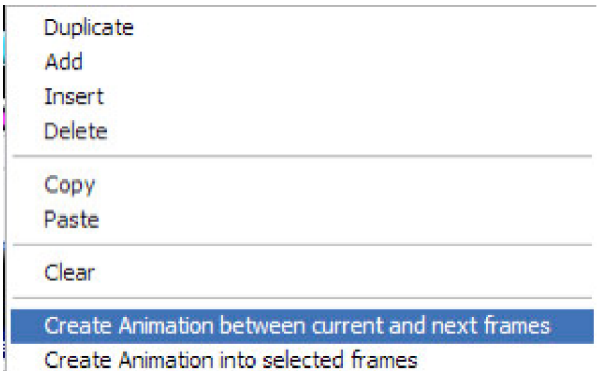 Duplicate
Add
Insert
Delete
Copy
Paste
Clear
Create Animation between current and next frames
Create Animation into selected frames